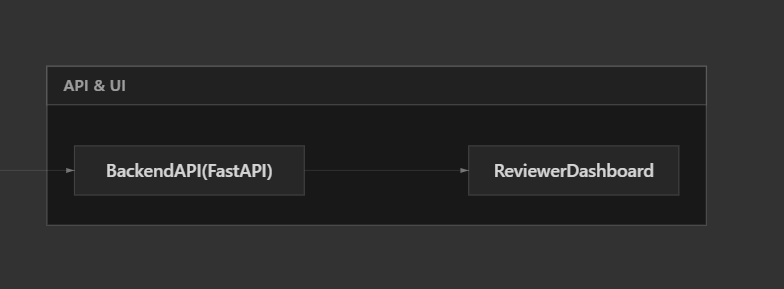 API & UI
BackendAPI(FastAPI)
ReviewerDashboard